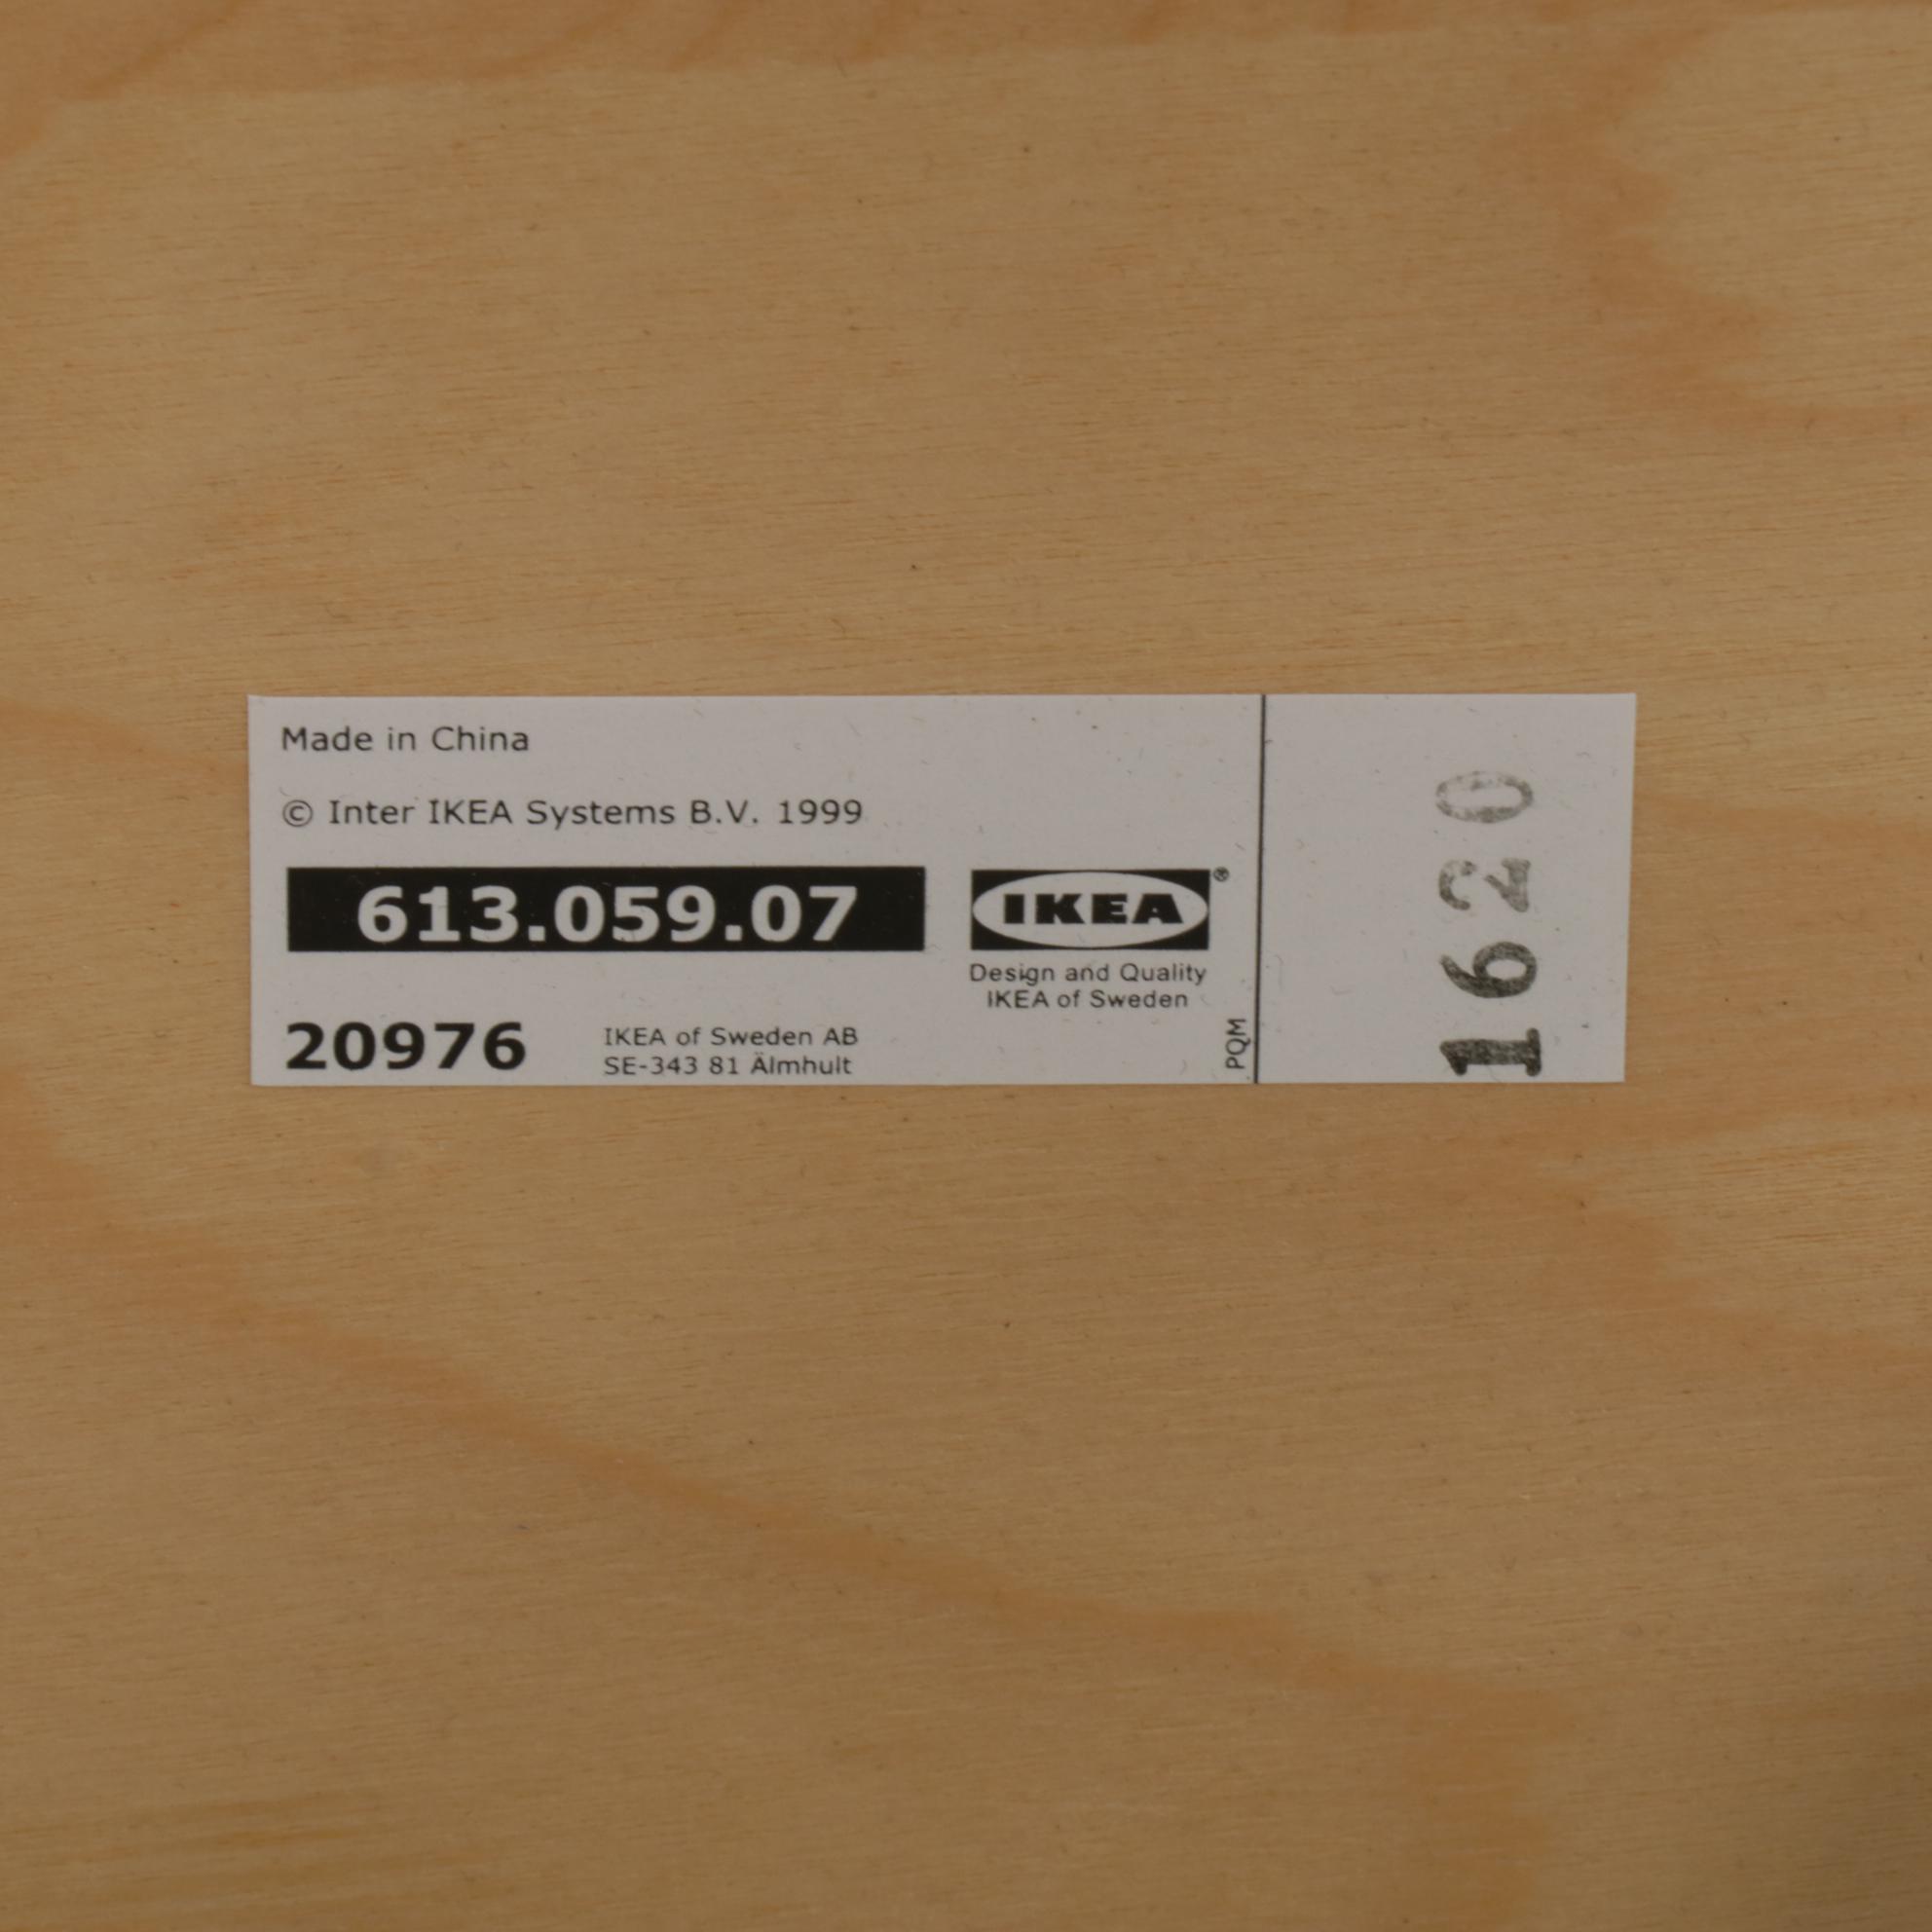 Made in China
© Inter IKEA Systems B.V. 1999
613.059.07
IKEA®
Design and Quality
IKEA of Sweden
20976
IKEA of Sweden AB
SE-343 81 Älmhult
PQM
1620